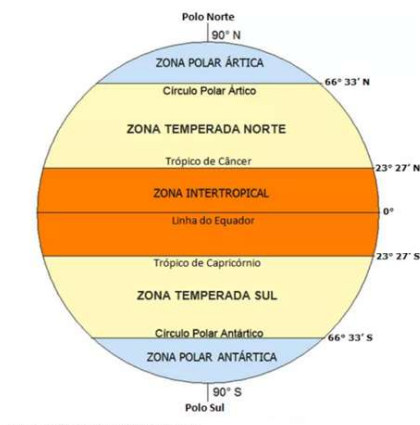 Polo Norte
90° N
ZONA POLAR ÁRTICA
66° 33´ N
Círculo Polar Ártico
ZONA TEMPERADA NORTE
Trópico de Câncer
23° 27´ N
ZONA INTERTROPICAL
0°
Linha do Equador
23° 27´ S
Trópico de Capricórnio
ZONA TEMPERADA SUL
Círculo Polar Antártico
66° 33´ S
ZONA POLAR ANTÁRTICA
90° S
Polo Sul